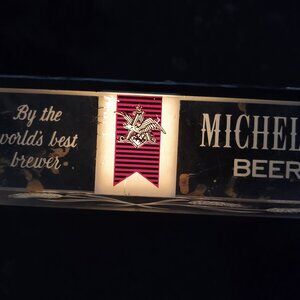 By the
world's best
brewer
MICHEL
BEER